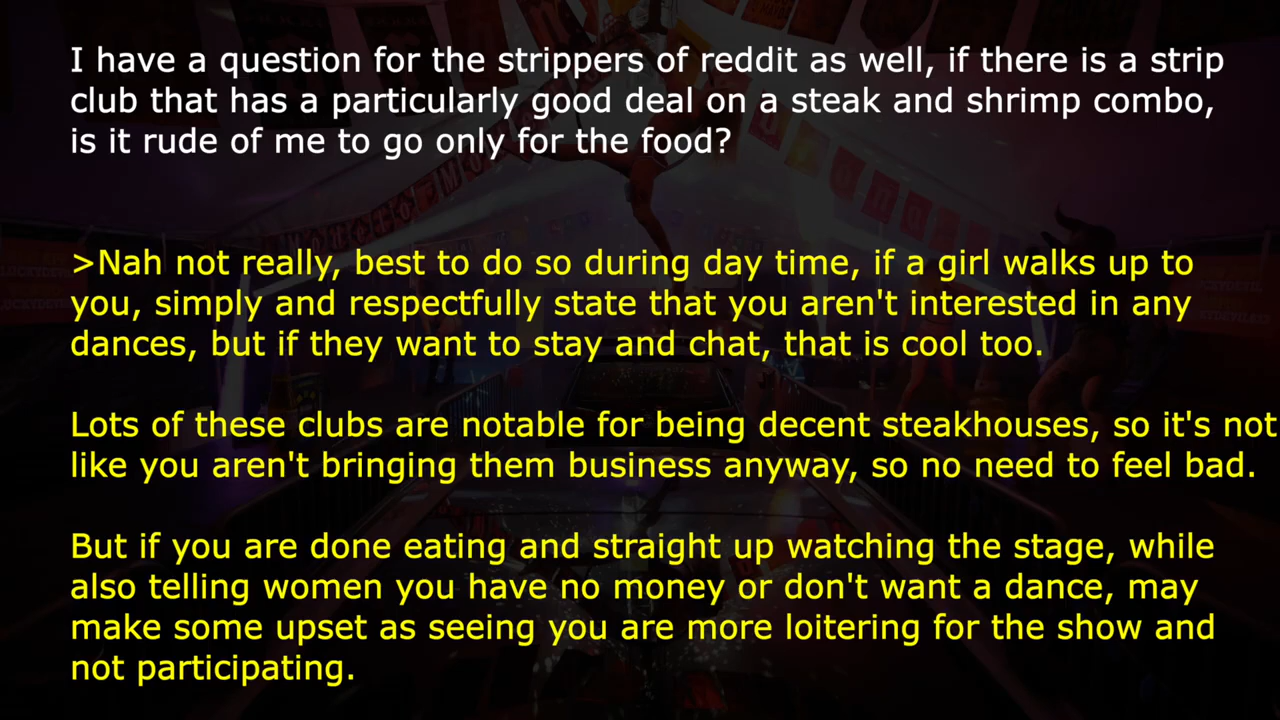 I have a question for the strippers of reddit as well, if there is a strip
club that has a particularly good deal on a steak and shrimp combo,
is it rude of me to go only for the food?
>Nah not really, best to do so during day time, if a girl walks up to
you, simply and respectfully state that you aren't interested in any
dances, but if they want to stay and chat, that is cool too.
Lots of these clubs are notable for being decent steakhouses, so it's not
like you aren't bringing them business anyway, so no need to feel bad.
But if you are done eating and straight up watching the stage, while
also telling women you have no money or don't want a dance, may
make some upset as seeing you are more loitering for the show and
not participating.